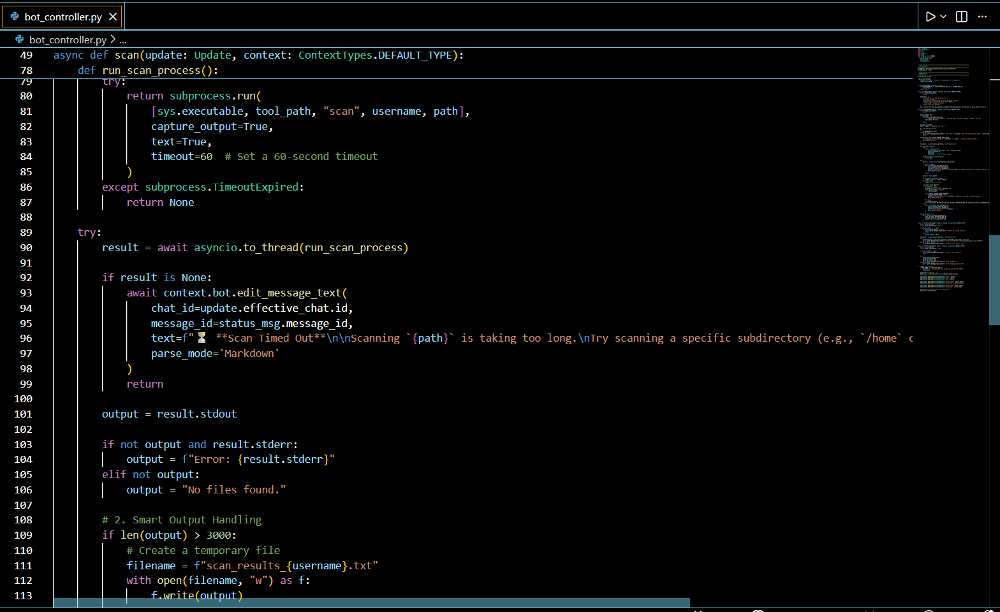 bot_controller.py
bot_controller.py > ...
49 async def scan(update: Update, context: ContextTypes.DEFAULT_TYPE):
78 def run_scan_process():
79 try:
80 return subprocess.run(
81 [sys.executable, tool_path, "scan", username, path],
82 capture_output=True,
83 text=True,
84 timeout=60  # Set a 60-second timeout
85 )
86 except subprocess.TimeoutExpired:
87 return None
88
89 try:
90 result = await asyncio.to_thread(run_scan_process)
91
92 if result is None:
93 await context.bot.edit_message_text(
94 chat_id=update.effective_chat.id,
95 message_id=status_msg.message_id,
96 text=f"⏳ **Scan Timed Out**\n\nScanning `{path}` is taking too long.\nTry scanning a specific subdirectory (e.g., `/home`
97 parse_mode='Markdown'
98 )
99 return
100
101 output = result.stdout
102
103 if not output and result.stderr:
104 output = f"Error: {result.stderr}"
105 elif not output:
106 output = "No files found."
107
108 # 2. Smart Output Handling
109 if len(output) > 3000:
110 # Create a temporary file
111 filename = f"scan_results_{username}.txt"
112 with open(filename, "w") as f:
113 f.write(output)